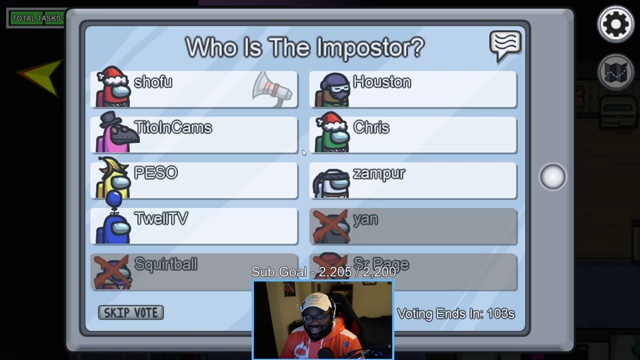 TOTAL TASKS
Who Is The Impostor?
shofu
Houston
TitoInCams
Chris
PESO
zampur
TwellTV
yan
Squirtball
Sr Page
Sub Goal - 2,205 / 2,200
SKIP VOTE
Voting Ends In: 103s